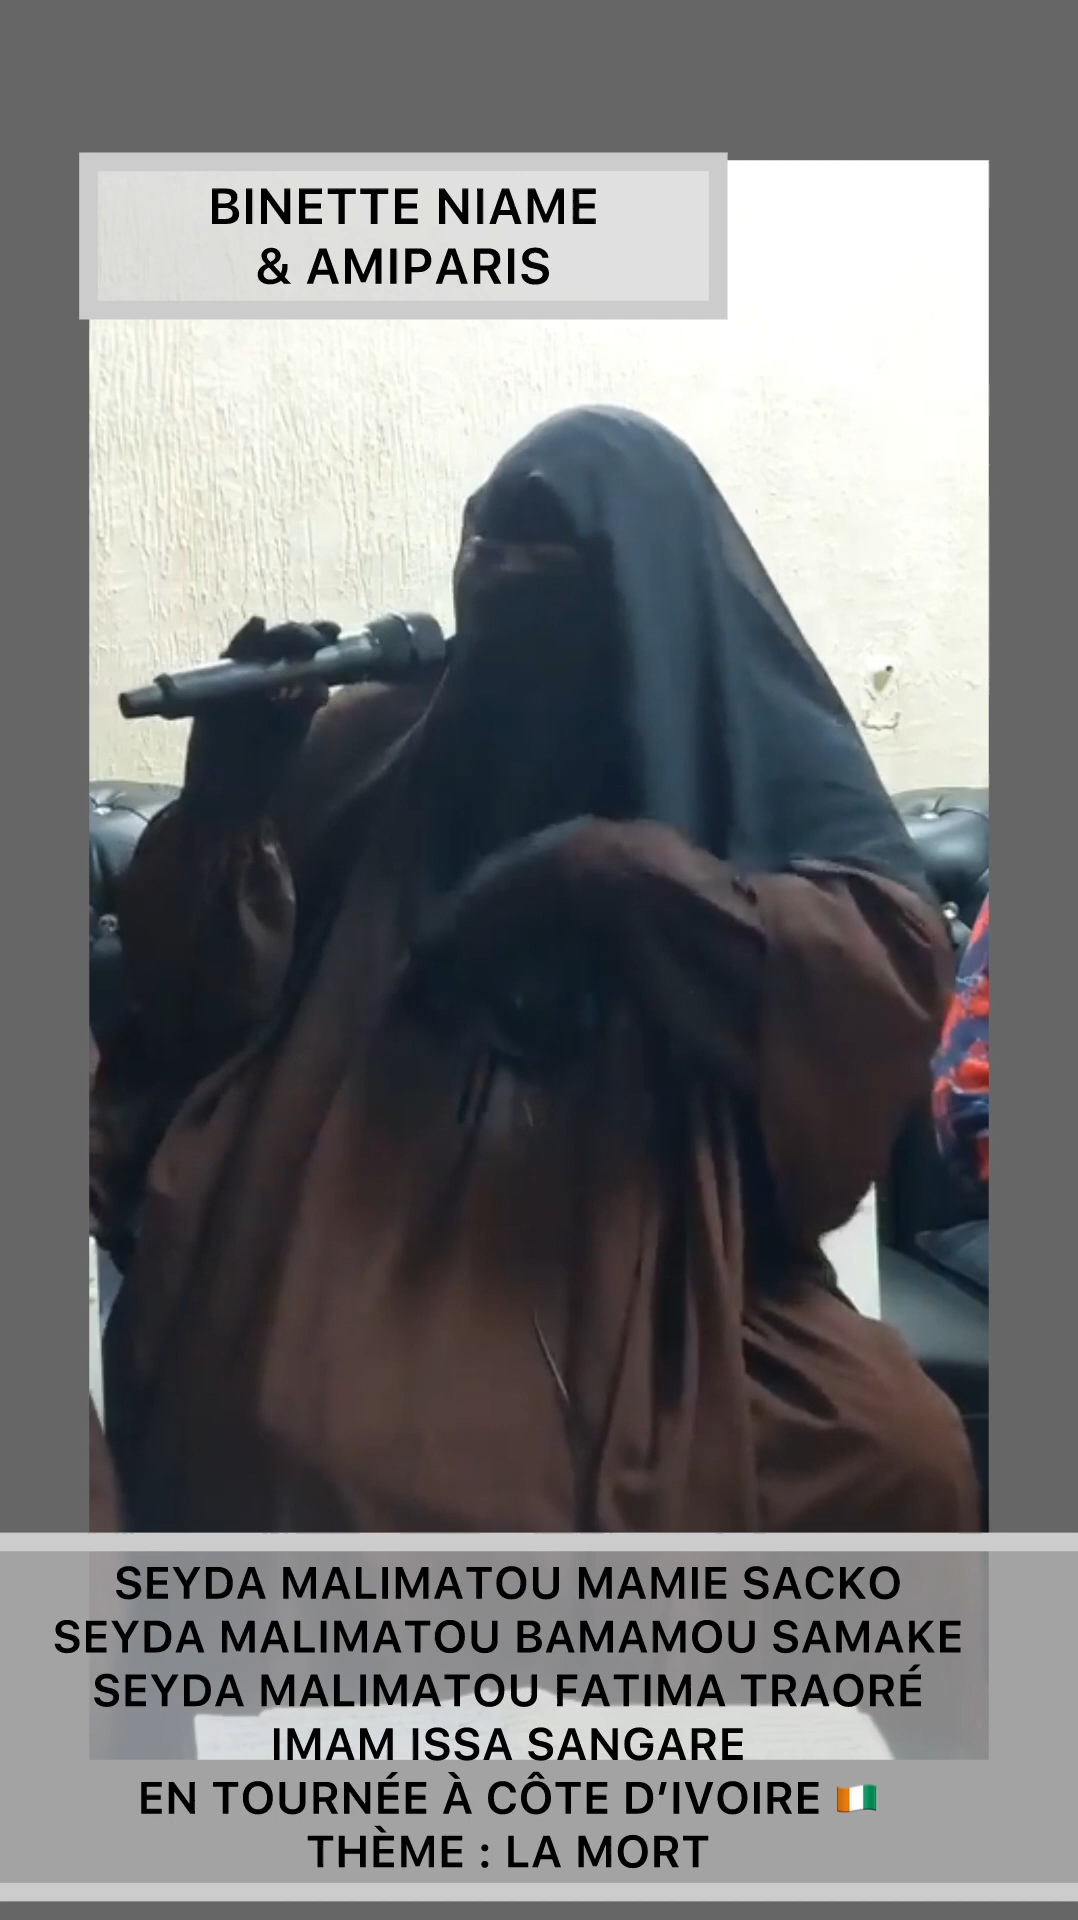 BINETTE NIAME
& AMIPARIS
SEYDA MALIMATOU MAMIE SACKO
SEYDA MALIMATOU BAMAMOU SAMAKE
SEYDA MALIMATOU FATIMA TRAORÉ
IMAM ISSA SANGARE
EN TOURNÉE À CÔTE D’IVOIRE 🇨🇮
THÈME : LA MORT